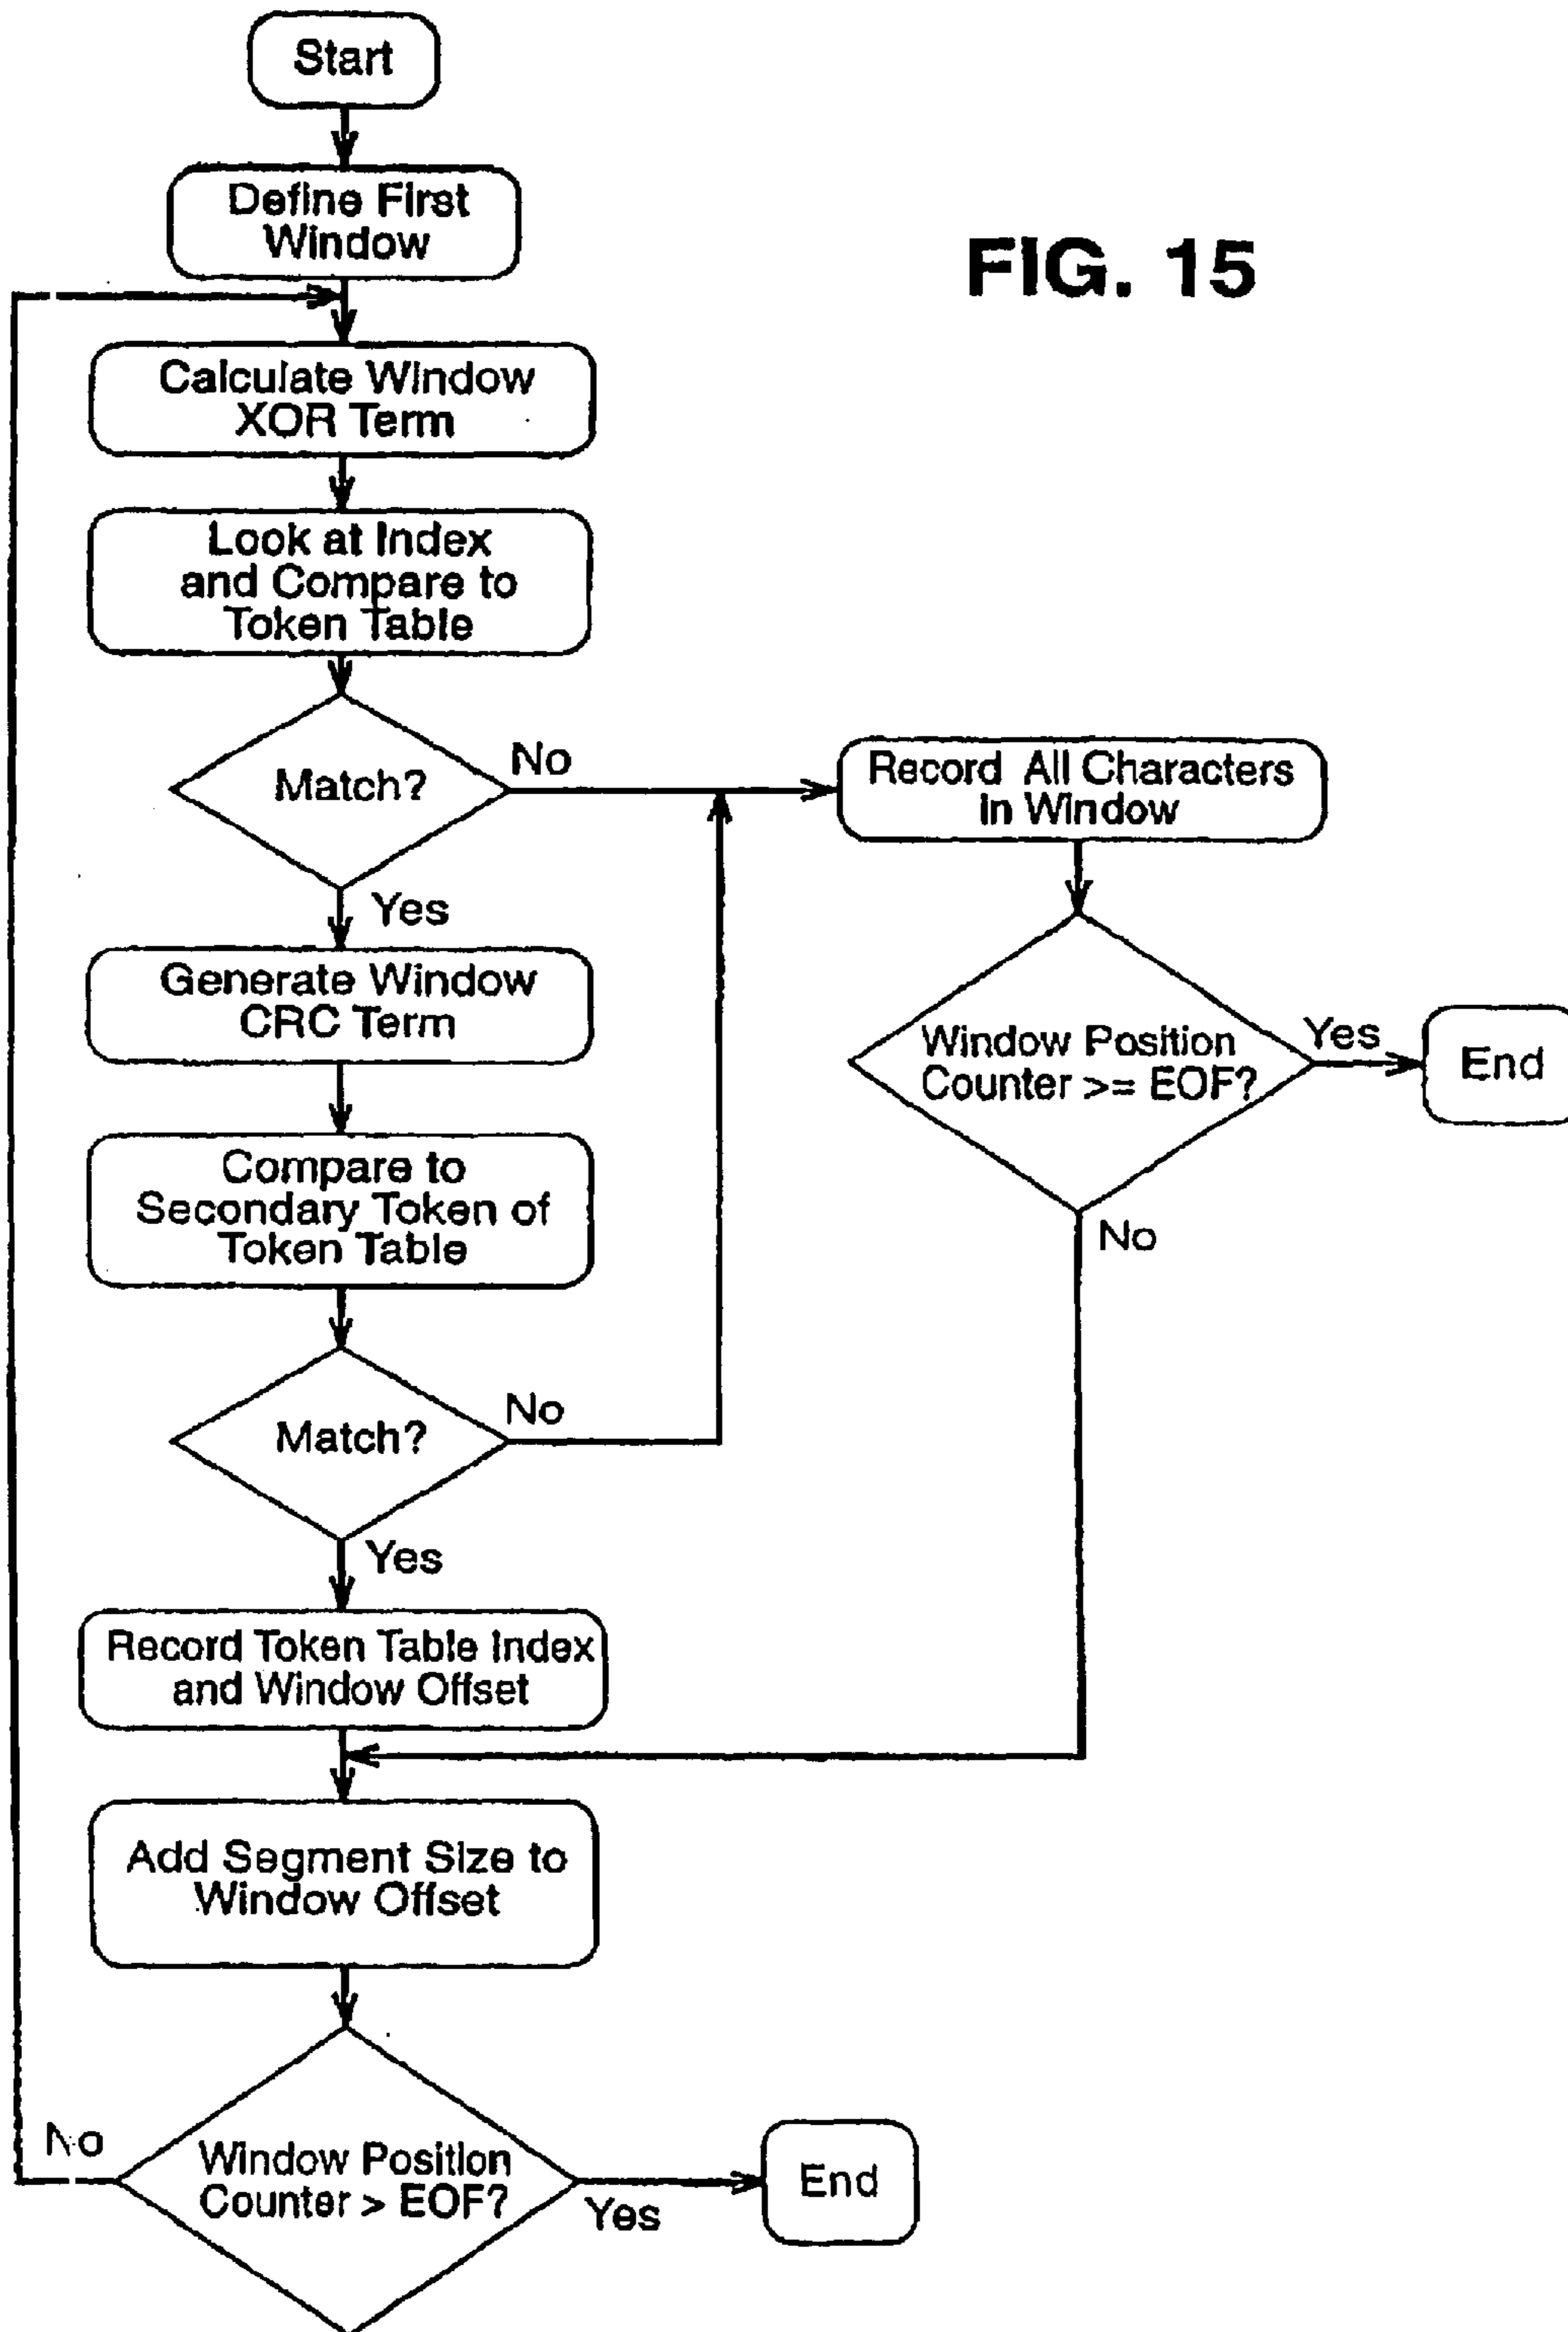 Start
Define First
Window
FIG. 15
Calculate Window
XOR Term
Look at Index
and Compare to
Token Table
Match?
No
Yes
Record All Characters
in Window
Generate Window
CRC Term
Window Position
Counter >= EOF?
Yes
End
No
Compare to
Secondary Token of
Token Table
Match?
No
Yes
Record Token Table Index
and Window Offset
Add Segment Size to
Window Offset
No
Window Position
Counter > EOF?
Yes
End